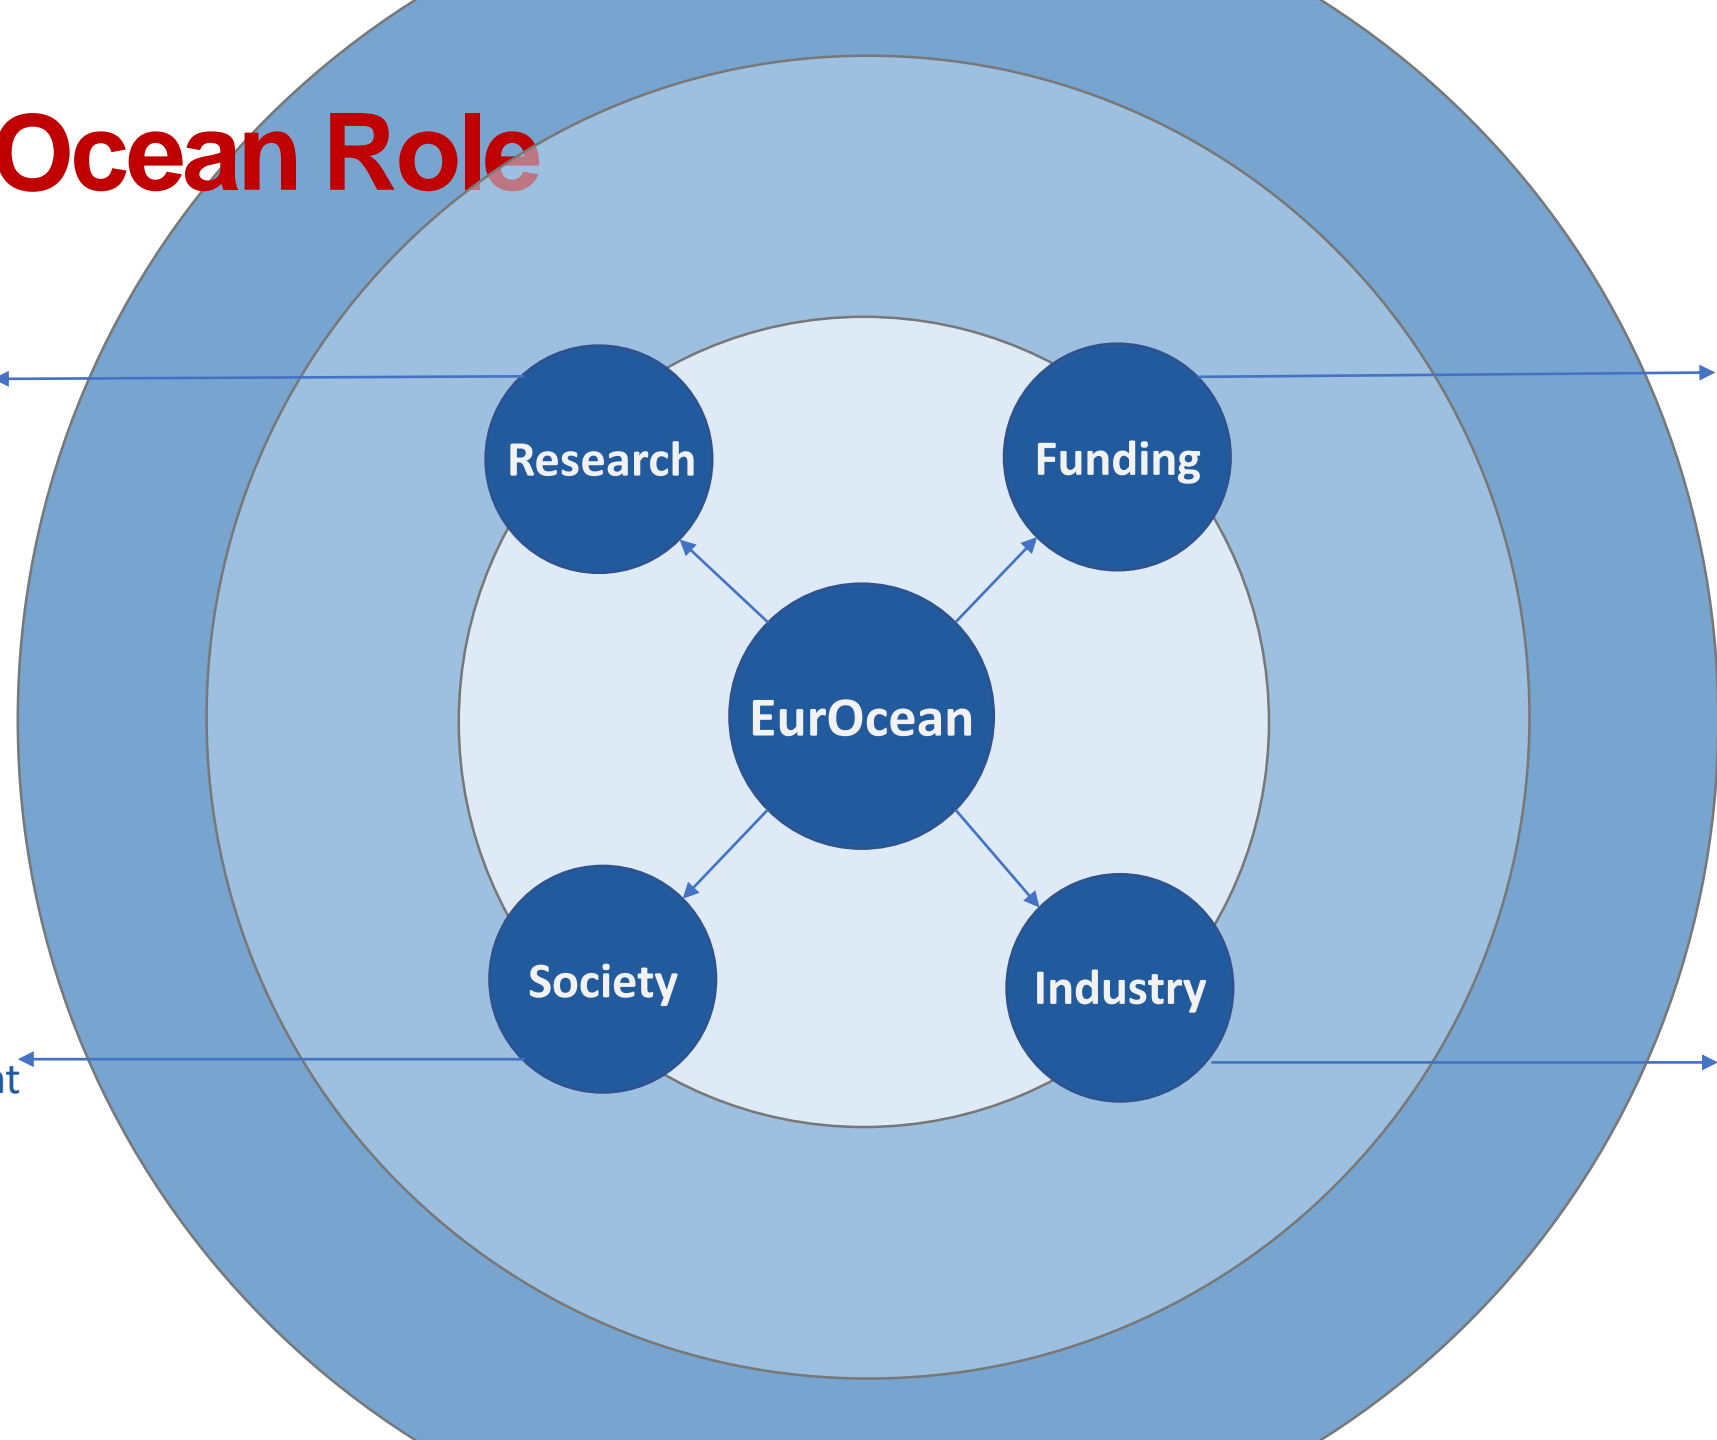 Ocean Role
Research
Funding
EurOcean
Society
Industry